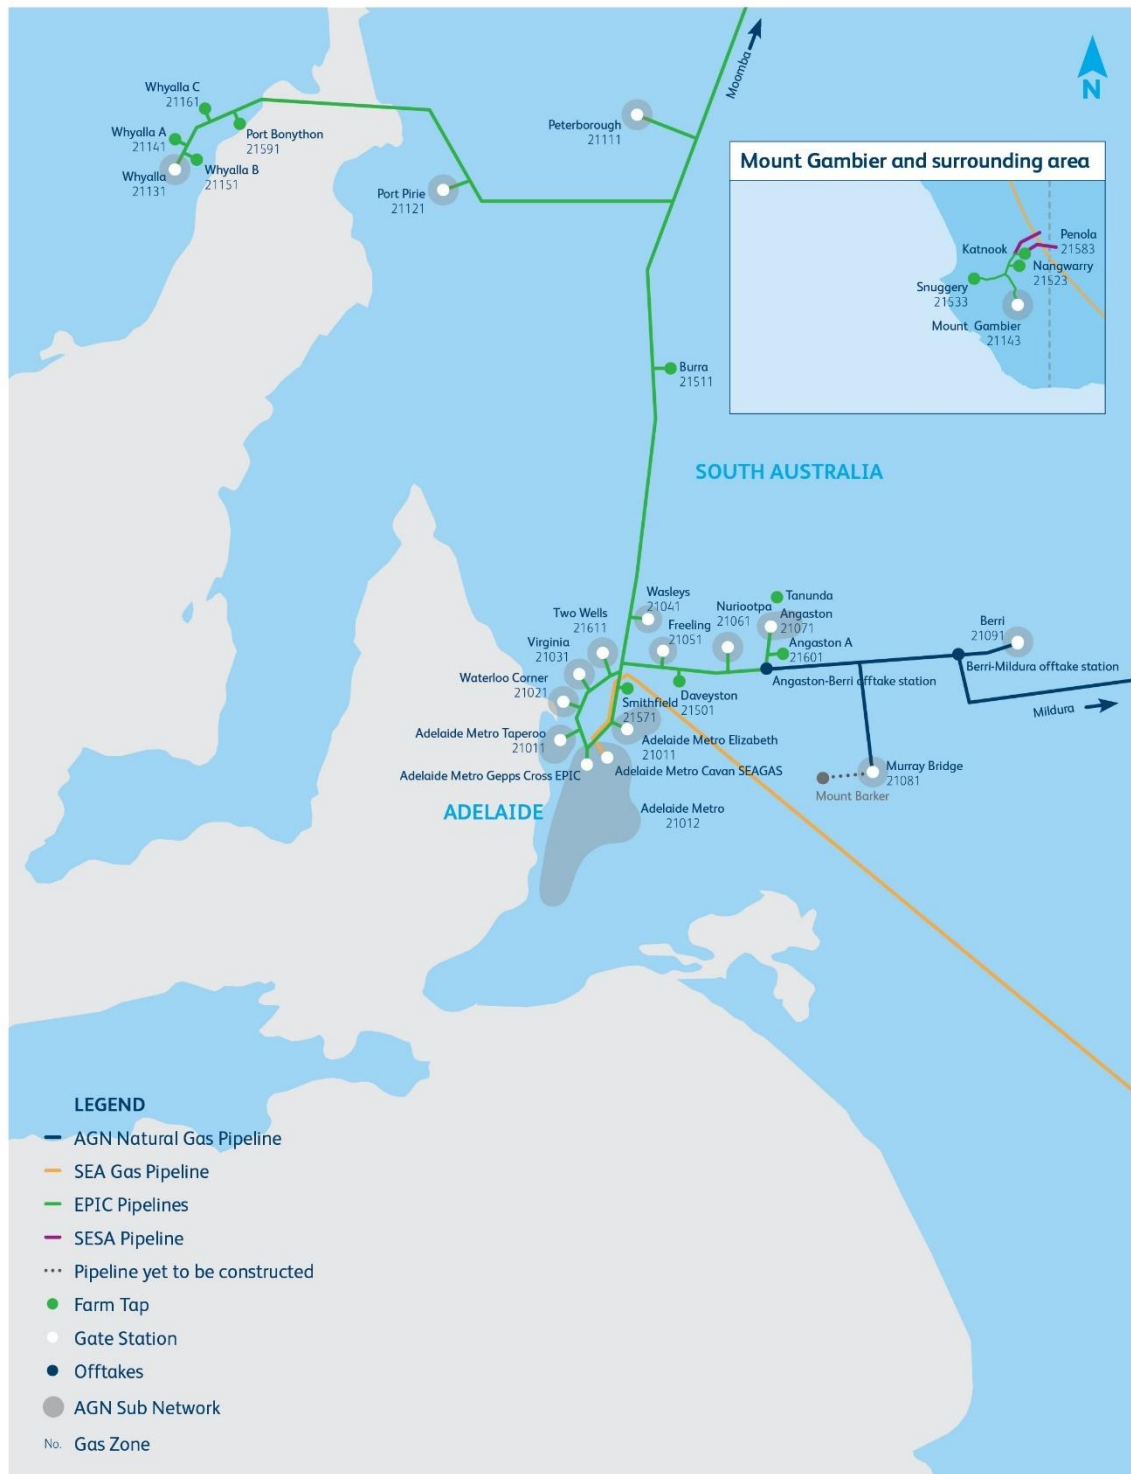 Moomba
N
Whyalla C
21161
Whyalla A
21141
Port Bonython
21591
Whyalla
21131
Whyalla B
21151
Peterborough
21111
Port Pirie
21121
Mount Gambier and surrounding area
Katnook
Penola
21583
Nangwarry
21523
Snuggery
21533
Mount Gambier
21143
Burra
21511
SOUTH AUSTRALIA
Wasleys
21041
Two Wells
21611
Freeling
21051
Nuriootpa
21061
Tanunda
Angaston
21071
Angaston A
21601
Berri
21091
Virginia
21031
Berri-Mildura offtake station
Waterloo Corner
21021
Angaston-Berri offtake station
Smithfield
21571
Daveyston
21501
Mildura
Adelaide Metro Taperoo
21011
Adelaide Metro Elizabeth
21011
Adelaide Metro Gepps Cross EPIC
Adelaide Metro Cavan SEAGAS
Murray Bridge
21081
Mount Barker
ADELAIDE
Adelaide Metro
21012
LEGEND
AGN Natural Gas Pipeline
SEA Gas Pipeline
EPIC Pipelines
SESA Pipeline
Pipeline yet to be constructed
Farm Tap
Gate Station
Offtakes
AGN Sub Network
No. Gas Zone